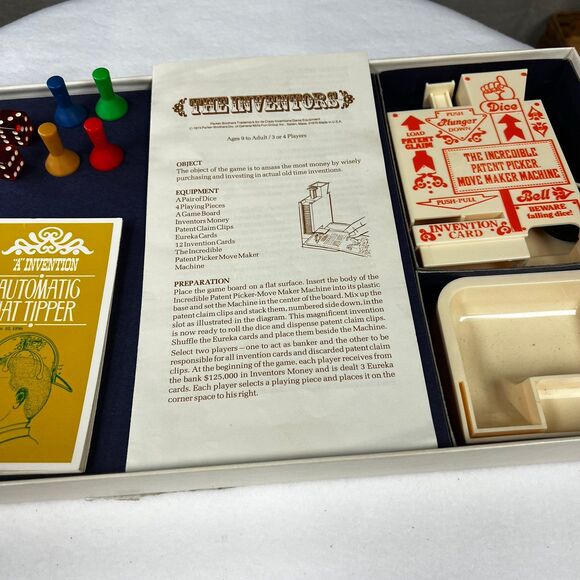 THE INVENTORS
Parker Brothers Trademark
Ages 9 to Adult / 3 or 4 Players
OBJECT
The object of the game is to amass the most money by wisely
purchasing and investing in actual old time inventions.
EQUIPMENT
A Pair of Dice
4 Playing Pieces
A Game Board
Inventors Money
Patent Claim Clips
Eureka Cards
12 Invention Cards
The Incredible
Patent Picker Move Maker
Machine
PREPARATION
Place the game board on a flat surface. Insert the body of the
Incredible Patent Picker-Move Maker Machine into its plastic
base and set the Machine in the center of the board. Mix up the
patent claim clips and stack them, numbered side down, in the
slot as illustrated in the diagram. This magnificent invention
is now ready to roll the dice and dispense patent claim clips.
Shuffle the Eureka cards and place them beside the Machine.
Select two players—one to act as banker and the other to be
responsible for all invention cards and discarded patent claim
clips. At the beginning of the game, each player receives from
the bank $125,000 in Inventors Money and is dealt 3 Eureka
cards. Each player selects a playing piece and places it on the
corner space to his right.
"A" INVENTION
AUTOMATIC
HAT TIPPER
Dice
PUSH
Plunger
DOWN
LOAD
PATENT
CLAIM
THE INCREDIBLE
PATENT PICKER
MOVE MAKER MACHINE
PUSH-PULL
Bell
BEWARE
falling dice!
INVENTION
CARD